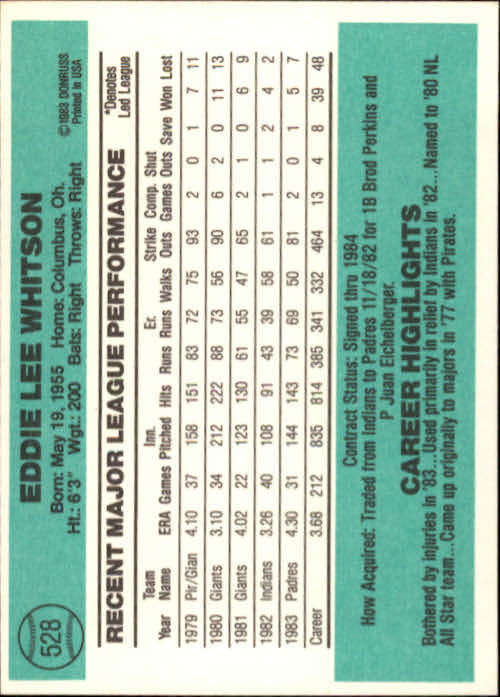 528
EDDIE LEE WHITSON
©1983 DONRUSS
Printed in USA
Born: May 19, 1955 Home: Columbus, Oh.
Ht.: 6'3" Wgt.: 200 Bats: Right Throws: Right
RECENT MAJOR LEAGUE PERFORMANCE
*Denotes
Led League
Team Inn. Er. Strike Comp. Shut
Year Name ERA Games Pitched Hits Runs Runs Walks Outs Games Outs Save Won Lost
1979 Pir/Gian 4.10 37 158 151 83 72 75 93 2 0 1 7 11
1980 Giants 3.10 34 212 222 88 73 56 90 6 2 0 11 13
1981 Giants 4.02 22 123 130 61 55 47 65 2 1 0 6 9
1982 Indians 3.26 40 108 91 43 39 58 61 1 1 2 4 2
1983 Padres 4.30 31 144 143 73 69 50 81 2 0 1 5 7
Career 3.68 212 835 814 385 341 332 464 13 4 8 39 48
Contract Status: Signed thru 1984
How Acquired: Traded from Indians to Padres 11/18/82 for 1B Brod Perkins and
P Juan Eichelberger.
CAREER HIGHLIGHTS
Bothered by injuries in '83...Used primarily in relief by Indians in '82...Named to '80 NL
All Star team...Came up originally to majors in '77 with Pirates.